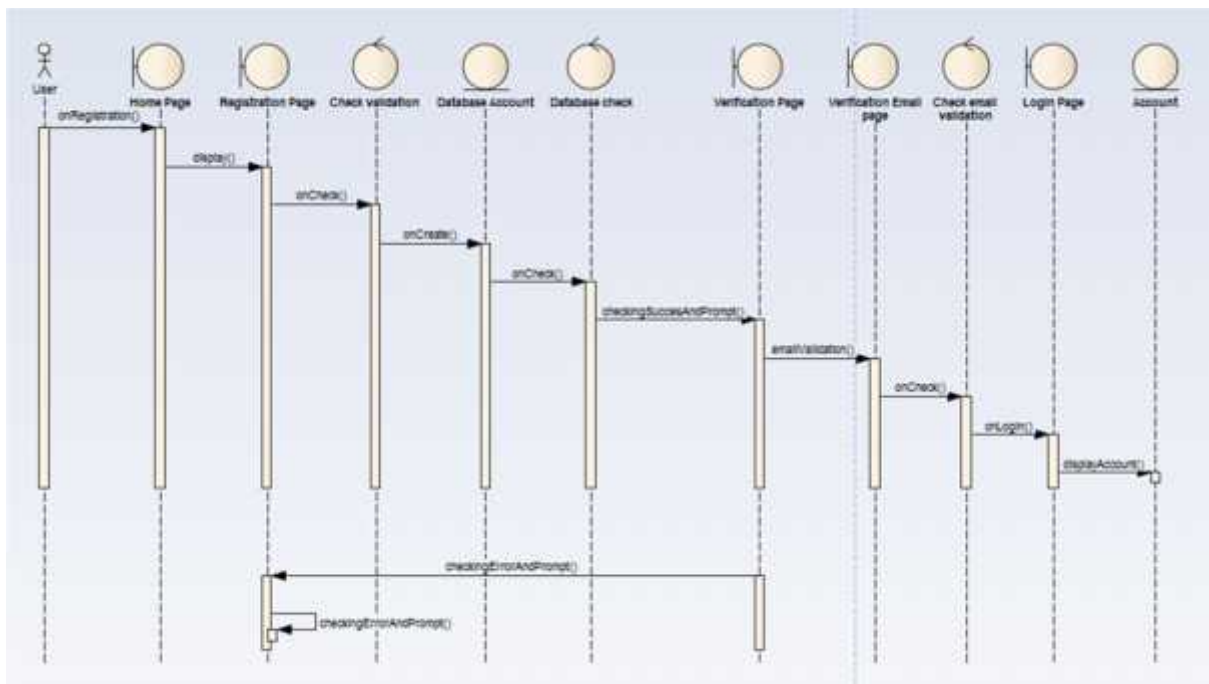 User
Home Page
Registration Page
Check validation
Database Account
Database check
Verification Page
Verification Email
page
Check email
validation
Login Page
Account
onRegistration()
display()
onCheck()
onCreate()
onCheck()
checkingSuccesAndPrompt()
emailValidation()
onCheck()
onLogin()
displayAccount()
checkingErrorAndPrompt()
checkingErrorAndPrompt()